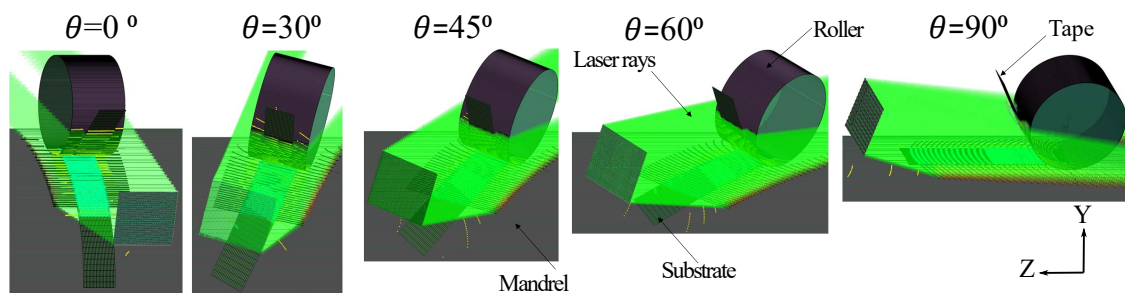 θ=0 º
θ=30º
θ=45º
θ=60º
θ=90º
Roller
Tape
Laser rays
Mandrel
Substrate
Y
Z